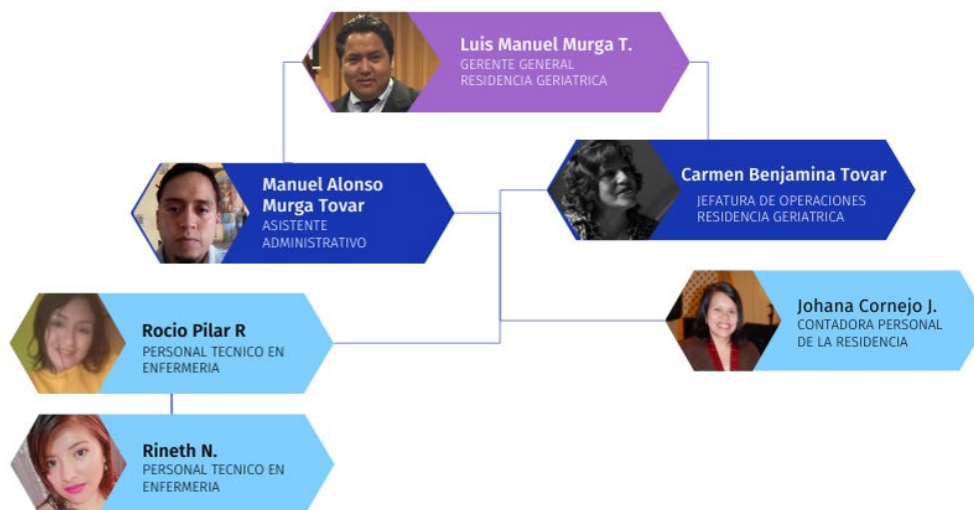 Luis Manuel Murga T.
GERENTE GENERAL
RESIDENCIA GERIATRICA
Manuel Alonso
Murga Tovar
ASISTENTE
ADMINISTRATIVO
Carmen Benjamina Tovar
JEFATURA DE OPERACIONES
RESIDENCIA GERIATRICA
Rocio Pilar R
PERSONAL TECNICO EN
ENFERMERIA
Johana Cornejo J.
CONTADORA PERSONAL
DE LA RESIDENCIA
Rineth N.
PERSONAL TECNICO EN
ENFERMERIA